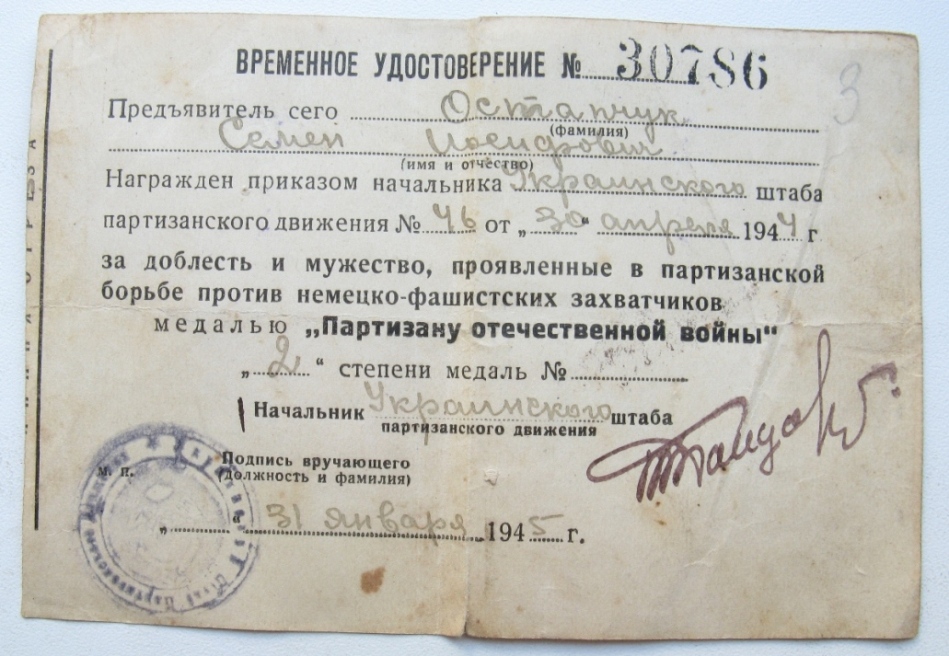 ВРЕМЕННОЕ УДОСТОВЕРЕНИЕ № 30786
3
Предъявитель сего Остапчук
(фамилия)
Семен Иосифович
(имя и отчество)
Награжден приказом начальника Украинского штаба
партизанского движения № 46 от „30“ апреля 1944 г
за доблесть и мужество, проявленные в партизанской
борьбе против немецко-фашистских захватчиков
медалью „Партизану отечественной войны“
„2“ степени медаль №
Начальник Украинского штаба
партизанского движения
м. п.
Подпись вручающего
(должность и фамилия)
„ “ 31 января 1945 г.